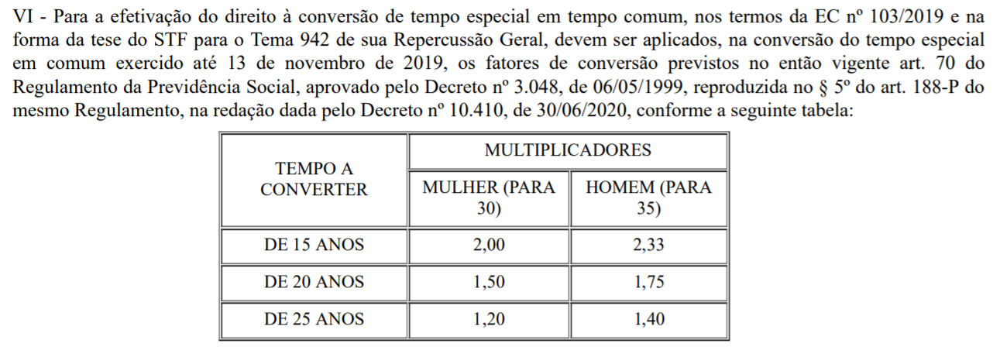 VI - Para a efetivação do direito à conversão de tempo especial em tempo comum, nos termos da EC nº 103/2019 e na
forma da tese do STF para o Tema 942 de sua Repercussão Geral, devem ser aplicados, na conversão do tempo especial
em comum exercido até 13 de novembro de 2019, os fatores de conversão previstos no então vigente art. 70 do
Regulamento da Previdência Social, aprovado pelo Decreto nº 3.048, de 06/05/1999, reproduzida no § 5º do art. 188-P do
mesmo Regulamento, na redação dada pelo Decreto nº 10.410, de 30/06/2020, conforme a seguinte tabela:
TEMPO A
CONVERTER
MULTIPLICADORES
MULHER (PARA
30)
HOMEM (PARA
35)
DE 15 ANOS
2,00
2,33
DE 20 ANOS
1,50
1,75
DE 25 ANOS
1,20
1,40